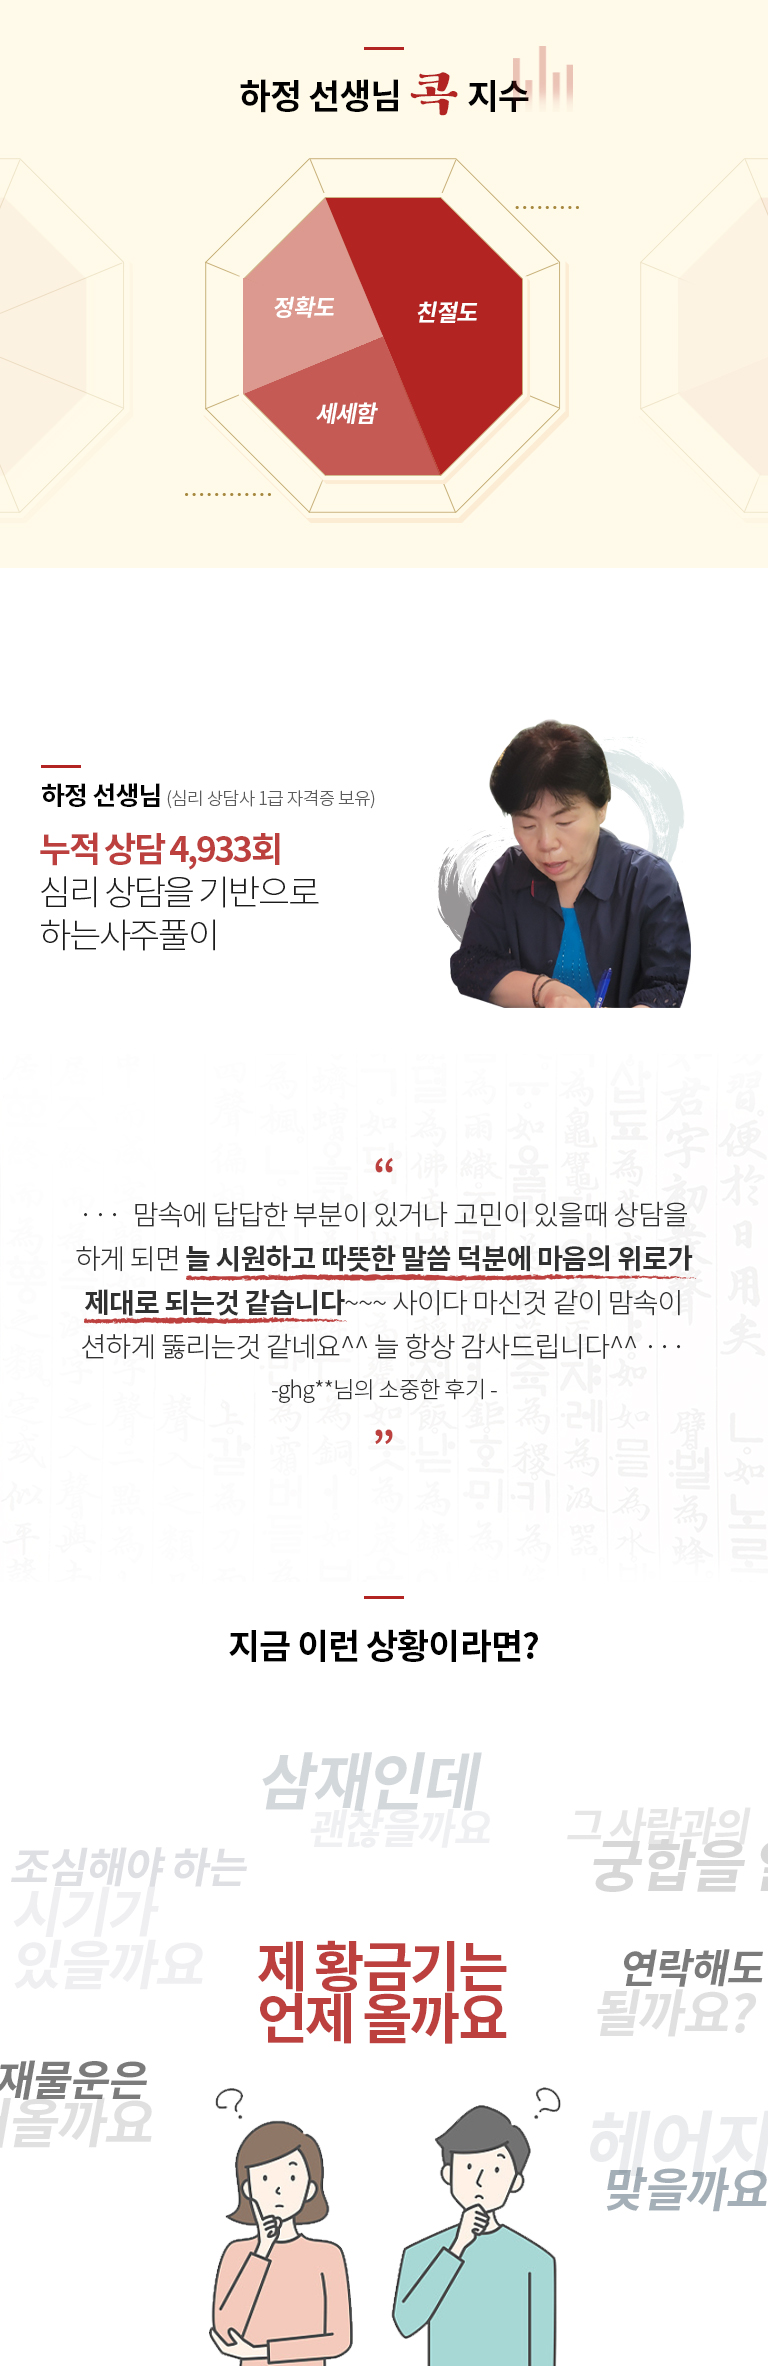 하정 선생님 콕 지수
정확도
친절도
세세함
하정 선생님 (심리 상담사 1급 자격증 보유)
누적 상담 4,933회
심리 상담을 기반으로
하는사주풀이
“
··· 맘속에 답답한 부분이 있거나 고민이 있을때 상담을
하게 되면 늘 시원하고 따뜻한 말씀 덕분에 마음의 위로가
제대로 되는것 같습니다~~~ 사이다 마신것 같이 맘속이
션하게 뚫리는것 같네요^^ 늘 항상 감사드립니다^^ ···
-ghg**님의 소중한 후기 -
”
지금 이런 상황이라면?
삼재인데
괜찮을까요
그 사람과의
궁합을
조심해야 하는
시기가
있을까요
제 황금기는
언제 올까요
연락해도
될까요?
재물운은
올까요
헤어지
맞을까요